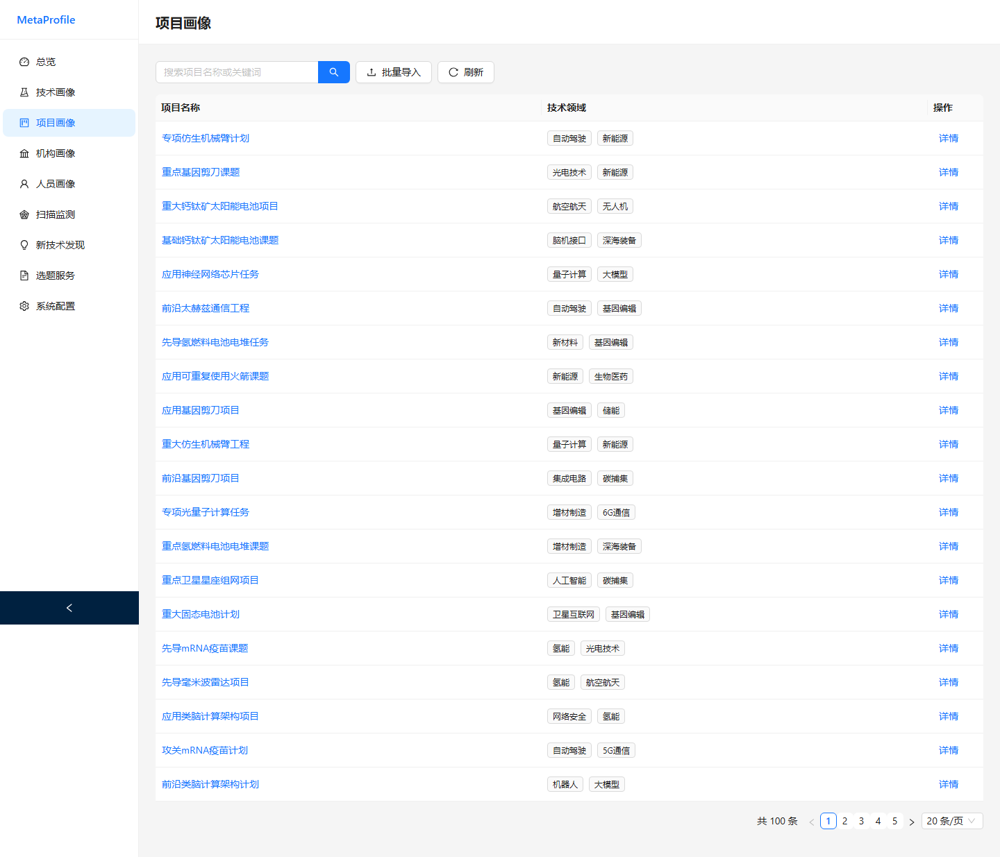 MetaProfile
项目画像
总览
技术画像
项目画像
机构画像
人员画像
扫描监测
新技术发现
选题服务
系统配置
搜索项目名称或关键词 批量导入 刷新
项目名称 技术领域 操作
专项仿生机械臂计划 自动驾驶 新能源 详情
重点基因剪刀课题 光电技术 新能源 详情
重大钙钛矿太阳能电池项目 航空航天 无人机 详情
基础钙钛矿太阳能电池课题 脑机接口 深海装备 详情
应用神经网络芯片任务 量子计算 大模型 详情
前沿太赫兹通信工程 自动驾驶 基因编辑 详情
先导氢燃料电池电堆任务 新材料 基因编辑 详情
应用可重复使用火箭课题 新能源 生物医药 详情
应用基因剪刀项目 基因编辑 储能 详情
重大仿生机械臂工程 量子计算 新能源 详情
前沿基因剪刀项目 集成电路 碳捕集 详情
专项光量子计算任务 增材制造 6G通信 详情
重点氢燃料电池电堆课题 增材制造 深海装备 详情
重点卫星星座组网项目 人工智能 碳捕集 详情
重大固态电池计划 卫星互联网 基因编辑 详情
先导mRNA疫苗课题 氢能 光电技术 详情
先导毫米波雷达项目 氢能 航空航天 详情
应用类脑计算架构项目 网络安全 氢能 详情
攻关mRNA疫苗计划 自动驾驶 5G通信 详情
前沿类脑计算架构计划 机器人 大模型 详情
共 100 条 1 2 3 4 5 20 条/页